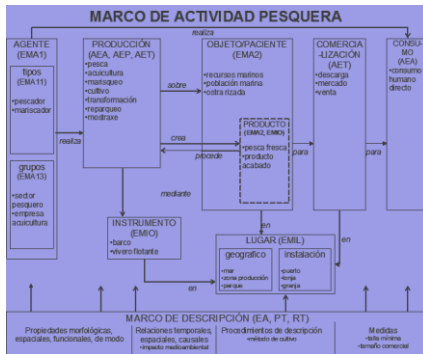 MARCO DE ACTIVIDAD PESQUERA
realiza
AGENTE
(EMA1)
tipos
(EMA11)
•pescador
•mariscador
grupos
(EMA13)
•sector
pesquero
•empresa
acuicultura
realiza
PRODUCCIÓN
(AEA, AEP, AET)
•pesca
•acuicultura
•marisqueo
•cultivo
•transformación
•reparqueo
•medtraxe
sobre
crea
procede
mediante
OBJETO/PACIENTE
(EMA2)
•recursos marinos
•población marina
•ostra rizada
PRODUCTO
(EMA2, EMIO)
•pesca fresca
•producto
acabado
para
COMERCIA
-LIZACIÓN
(AET)
•descarga
•mercado
•venta
para
CONSU-
MO (AEA)
•consumo
humano
directo
INSTRUMENTO
(EMIO)
•barco
•vivero flotante
en
en
en
LUGAR (EMIL)
geografico
•mar
•zona producción
•parque
instalación
•puerto
•lonja
•granja
MARCO DE DESCRIPCIÓN (EA, PT, RT)
Propiedades morfológicas,
espaciales, funcionales, de modo
Relaciones temporales,
espaciales, causales
•impacto medioambiental
Procedimientos de descripción
•método de cultivo
Medidas
•talla mínima
•tamaño comercial